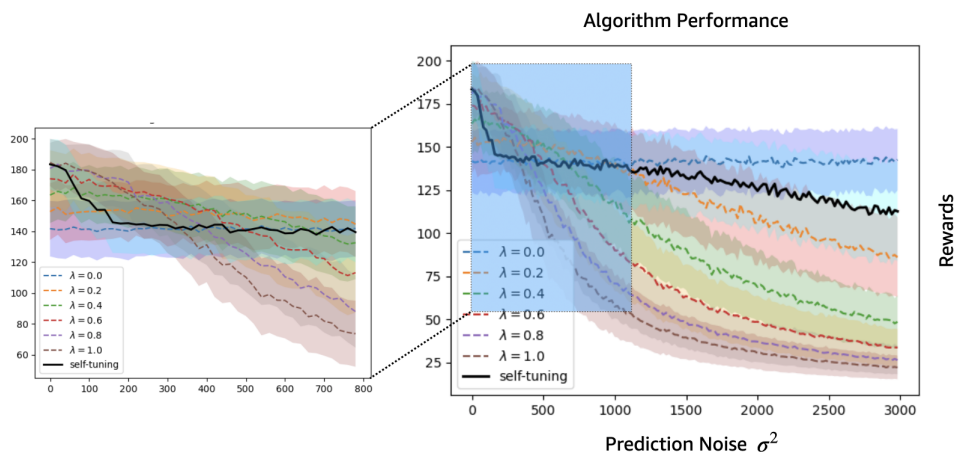 Algorithm Performance
200
180
160
140
120
100
80
60
0 100 200 300 400 500 600 700 800
λ = 0.0
λ = 0.2
λ = 0.4
λ = 0.6
λ = 0.8
λ = 1.0
self-tuning
200
175
150
125
100
75
50
25
0 500 1000 1500 2000 2500 3000
λ = 0.0
λ = 0.2
λ = 0.4
λ = 0.6
λ = 0.8
λ = 1.0
self-tuning
Rewards
Prediction Noise σ²